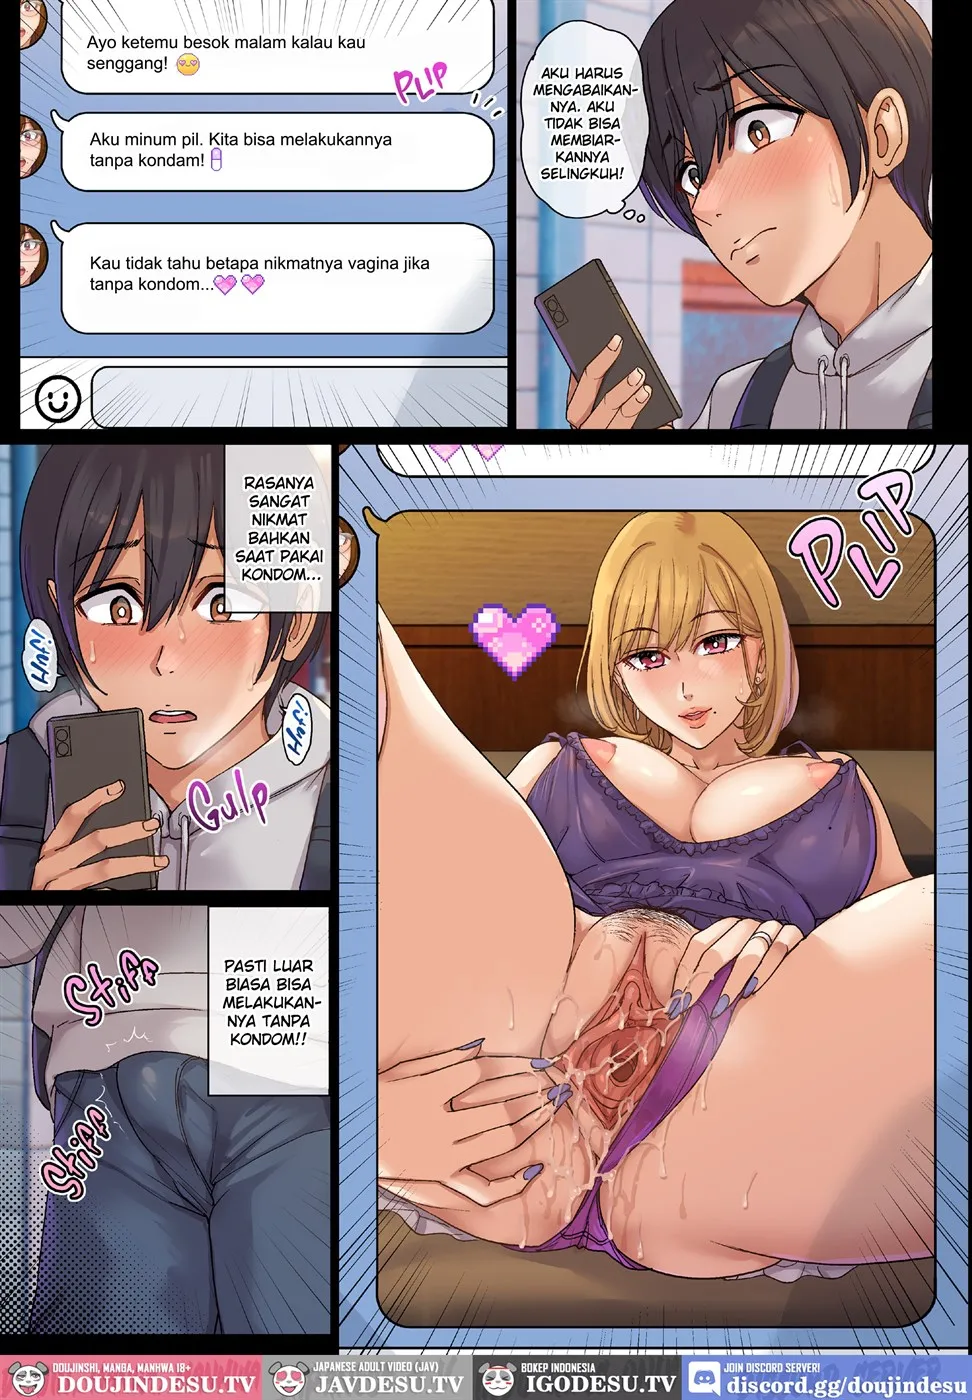 Ayo ketemu besok malam kalau kau
senggang!
PLIP
Aku minum pil. Kita bisa melakukannya
tanpa kondam!
Kau tidak tahu betapa nikmatnya vagina jika
tanpa kondom...
AKU HARUS
MENGABAIKAN-
NYA. AKU
TIDAK BISA
MEMBIAR-
KANNYA
SELINGKUH!
RASANYA
SANGAT
NIKMAT
BAHKAN
SAAT PAKAI
KONDOM...
HUF!
HUF!
Gulp
PLIP
Stiff
PASTI LUAR
BIASA BISA
MELAKUKAN-
NYA TANPA
KONDOM!!
Stiff
DOUJINSHI, MANGA, MANHWA 18+
DOUJINDESU.TV
JAPANESE ADULT VIDEO (JAV)
JAVDESU.TV
BOKEP INDONESIA
IGODESU.TV
JOIN DISCORD SERVER!
discord.gg/doujindesu